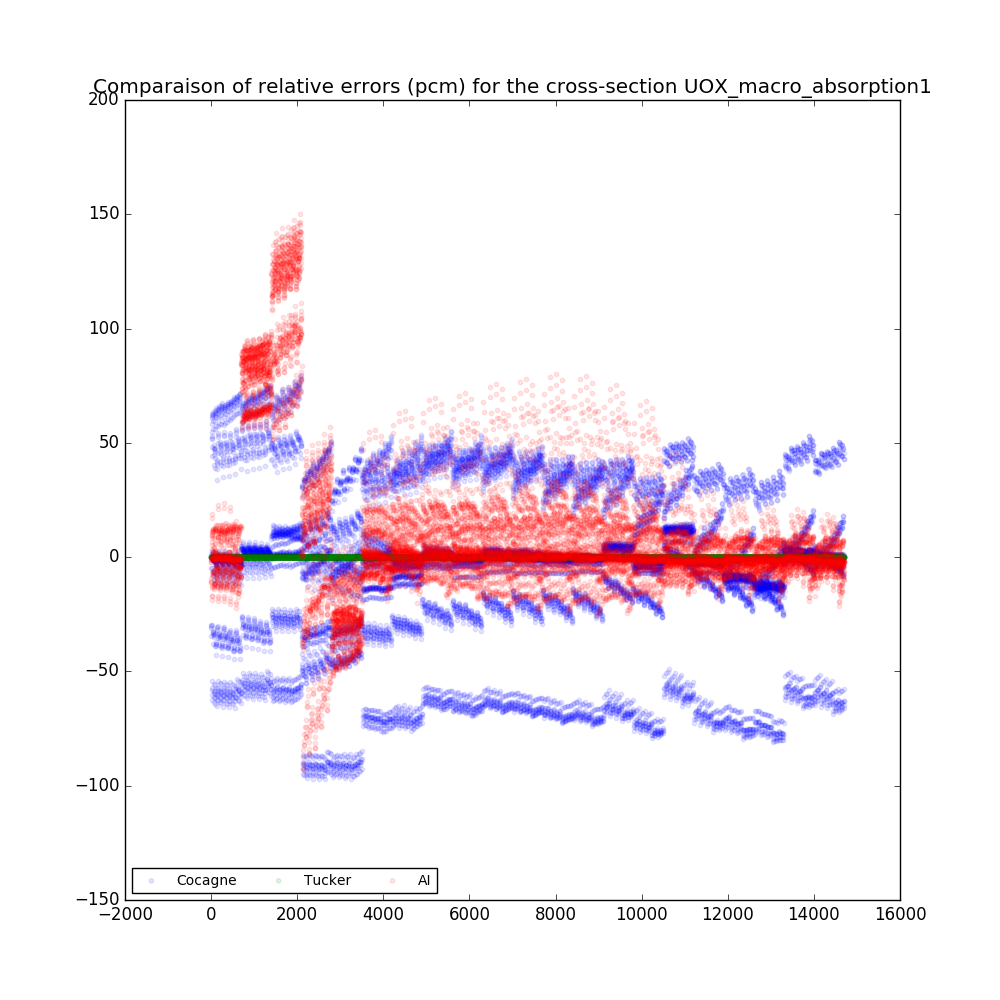 Comparaison of relative errors (pcm) for the cross-section UOX_macro_absorption1
200
150
100
50
0
−50
−100
−150
Cocagne Tucker AI
−2000 0 2000 4000 6000 8000 10000 12000 14000 16000